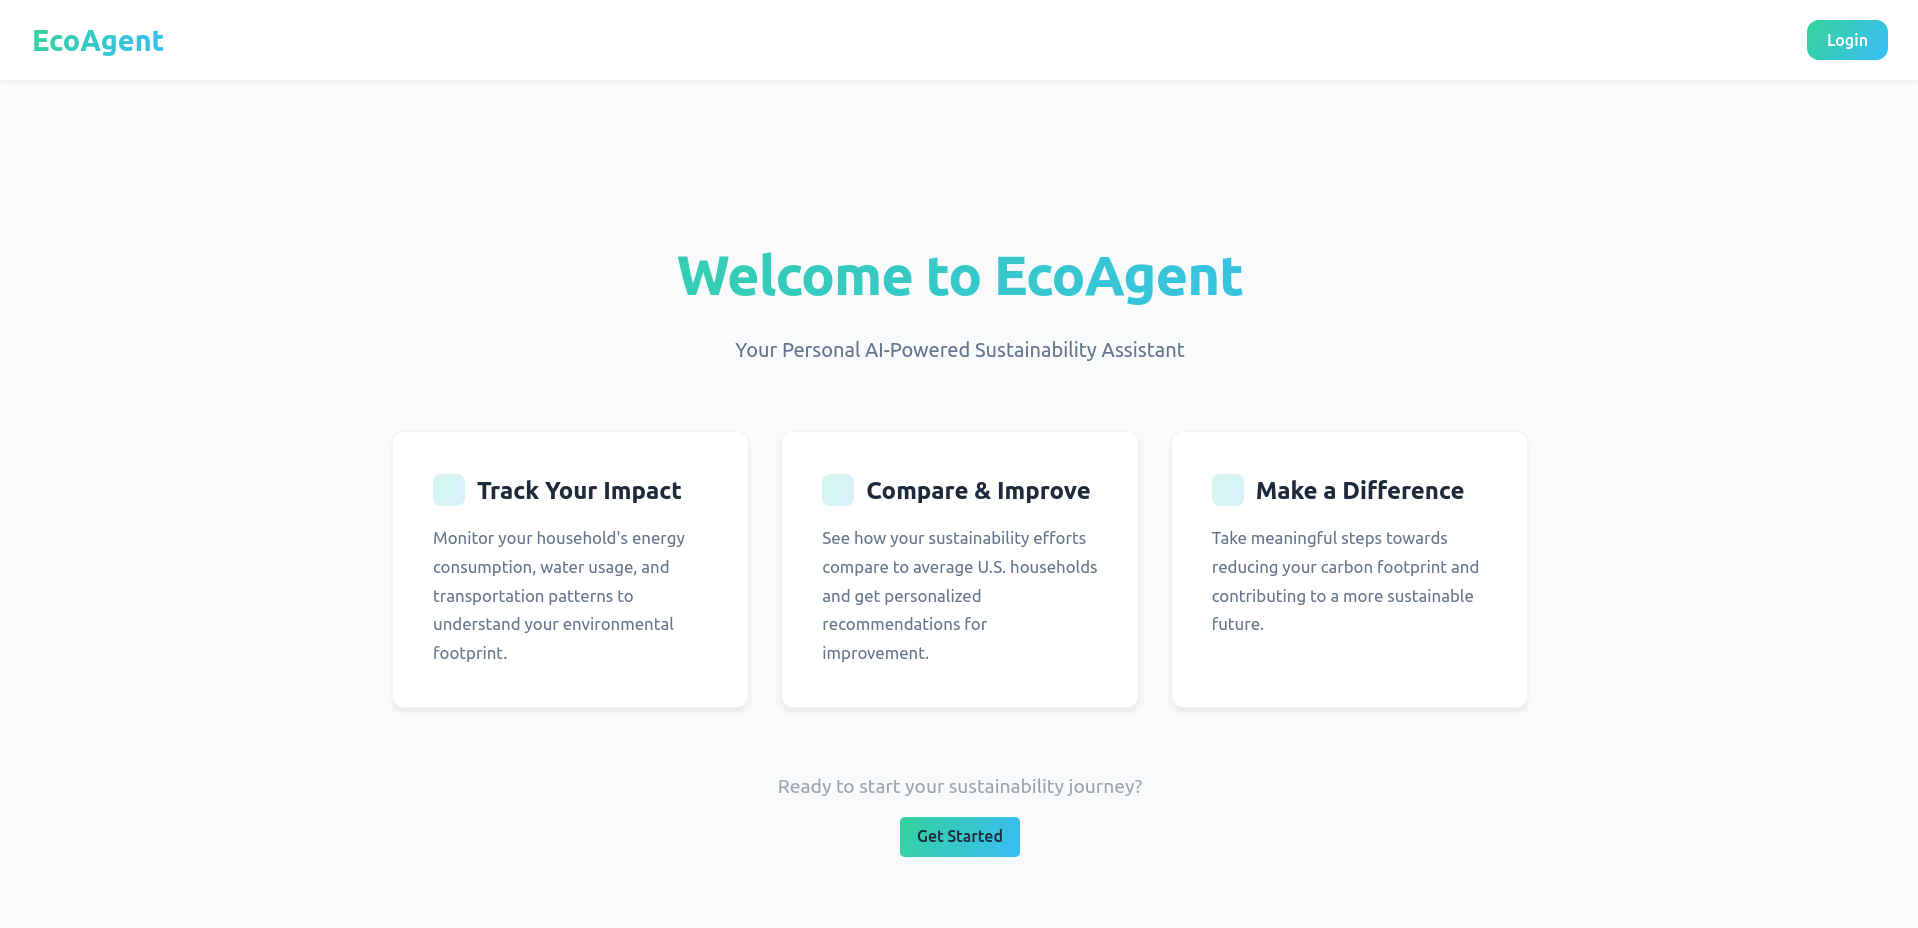 EcoAgent
Login
Welcome to EcoAgent
Your Personal AI-Powered Sustainability Assistant
Track Your Impact
Monitor your household's energy
consumption, water usage, and
transportation patterns to
understand your environmental
footprint.
Compare & Improve
See how your sustainability efforts
compare to average U.S. households
and get personalized
recommendations for
improvement.
Make a Difference
Take meaningful steps towards
reducing your carbon footprint and
contributing to a more sustainable
future.
Ready to start your sustainability journey?
Get Started